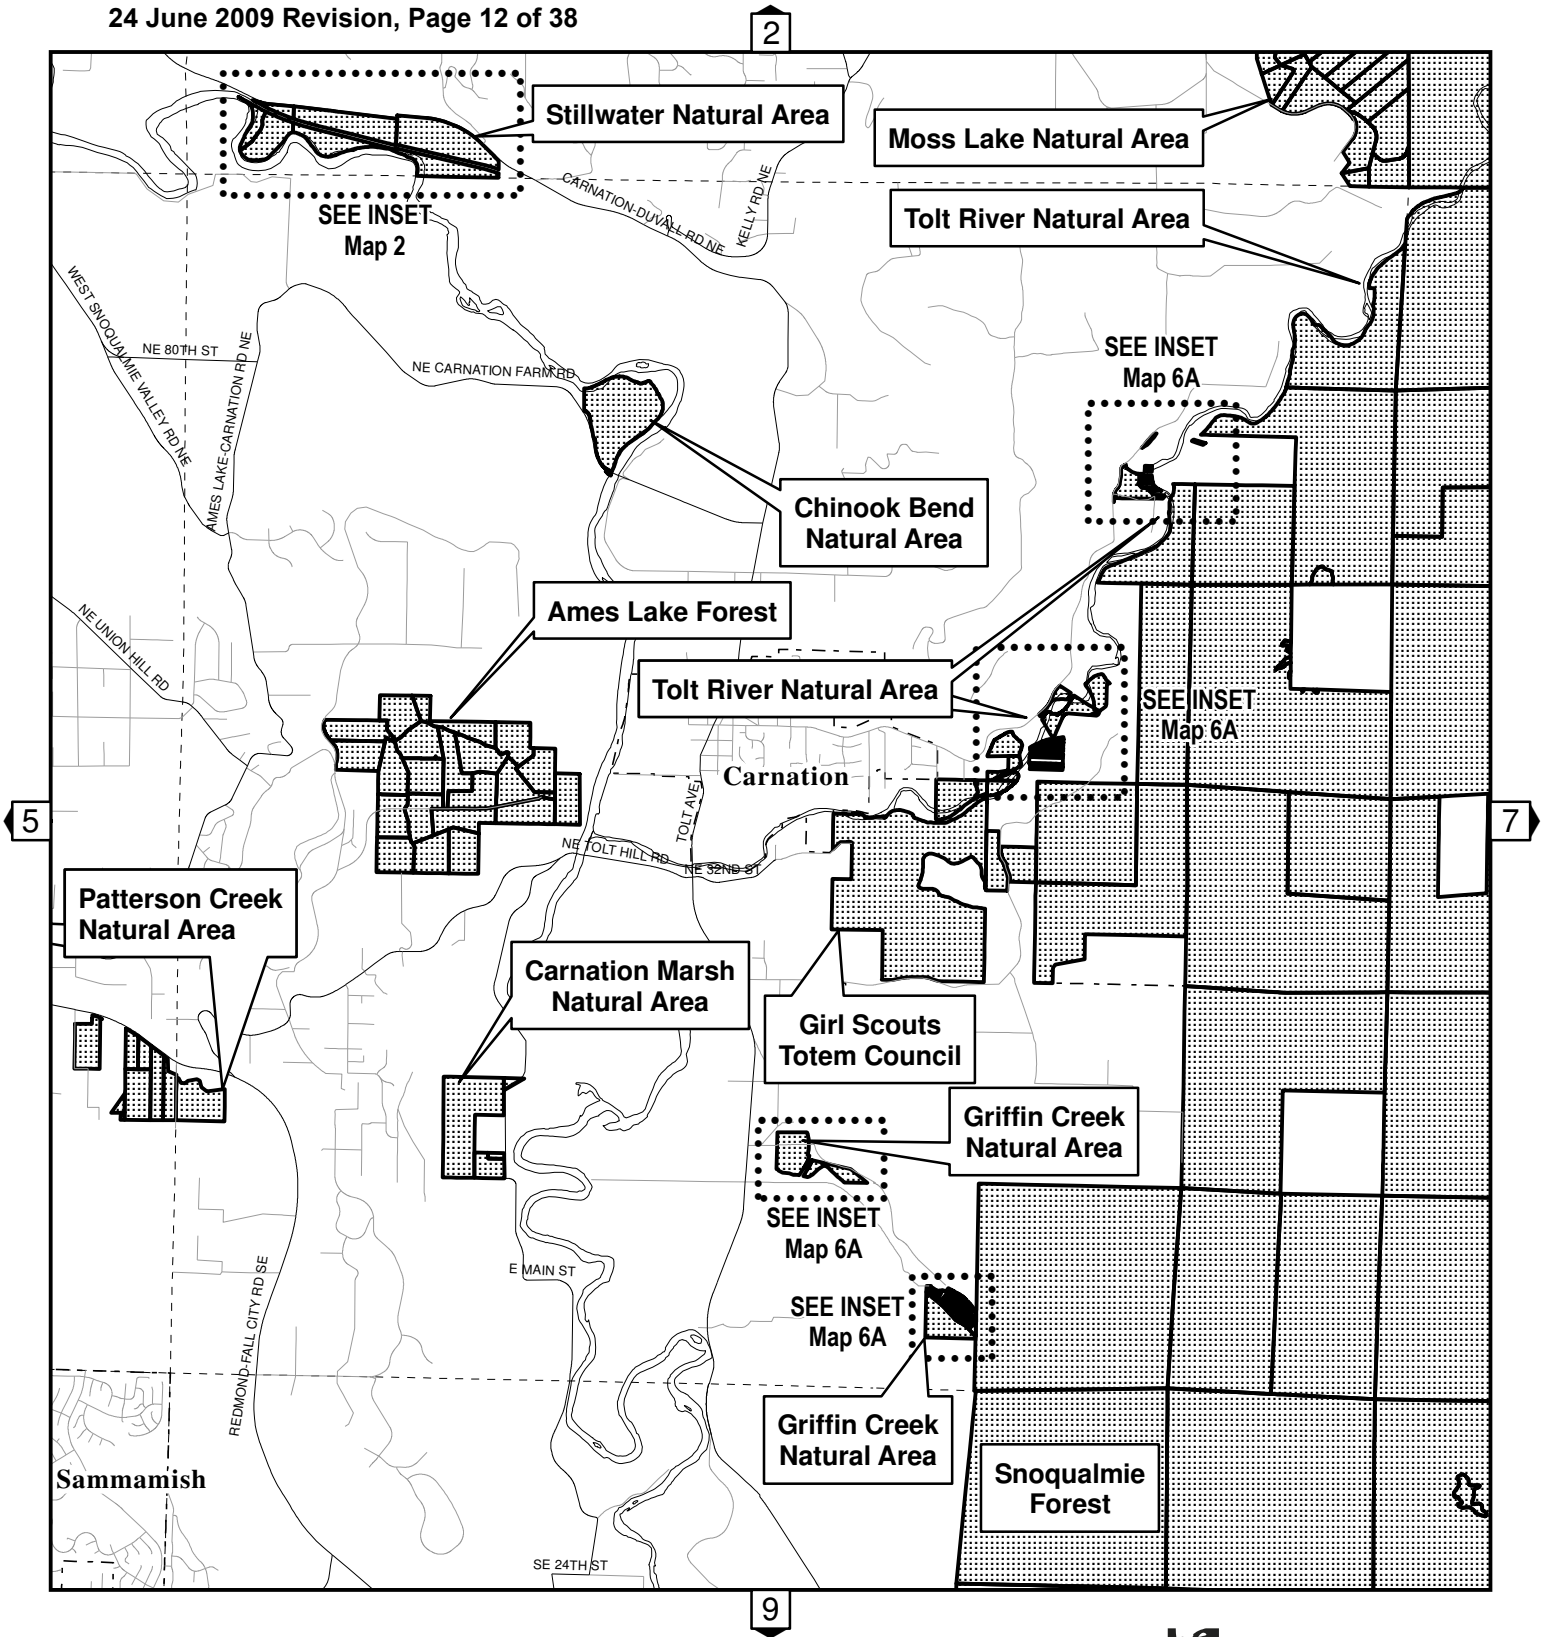 24 June 2009 Revision, Page 12 of 38
2
Stillwater Natural Area
Moss Lake Natural Area
SEE INSET
Map 2
CARNATION-DUVALL RD NE
KELLY RD NE
Tolt River Natural Area
WEST SNOQUALMIE VALLEY RD NE
NE 80TH ST
AMES LAKE-CARNATION RD NE
NE CARNATION FARM RD
SEE INSET
Map 6A
Chinook Bend
Natural Area
NE UNION HILL RD
Ames Lake Forest
Tolt River Natural Area
SEE INSET
Map 6A
Carnation
TOLT AVE
5
7
NE TOLT HILL RD
NE 32ND ST
Patterson Creek
Natural Area
Carnation Marsh
Natural Area
Girl Scouts
Totem Council
Griffin Creek
Natural Area
SEE INSET
Map 6A
E MAIN ST
REDMOND-FALL CITY RD SE
SEE INSET
Map 6A
Griffin Creek
Natural Area
Snoqualmie
Forest
Sammamish
SE 24TH ST
9